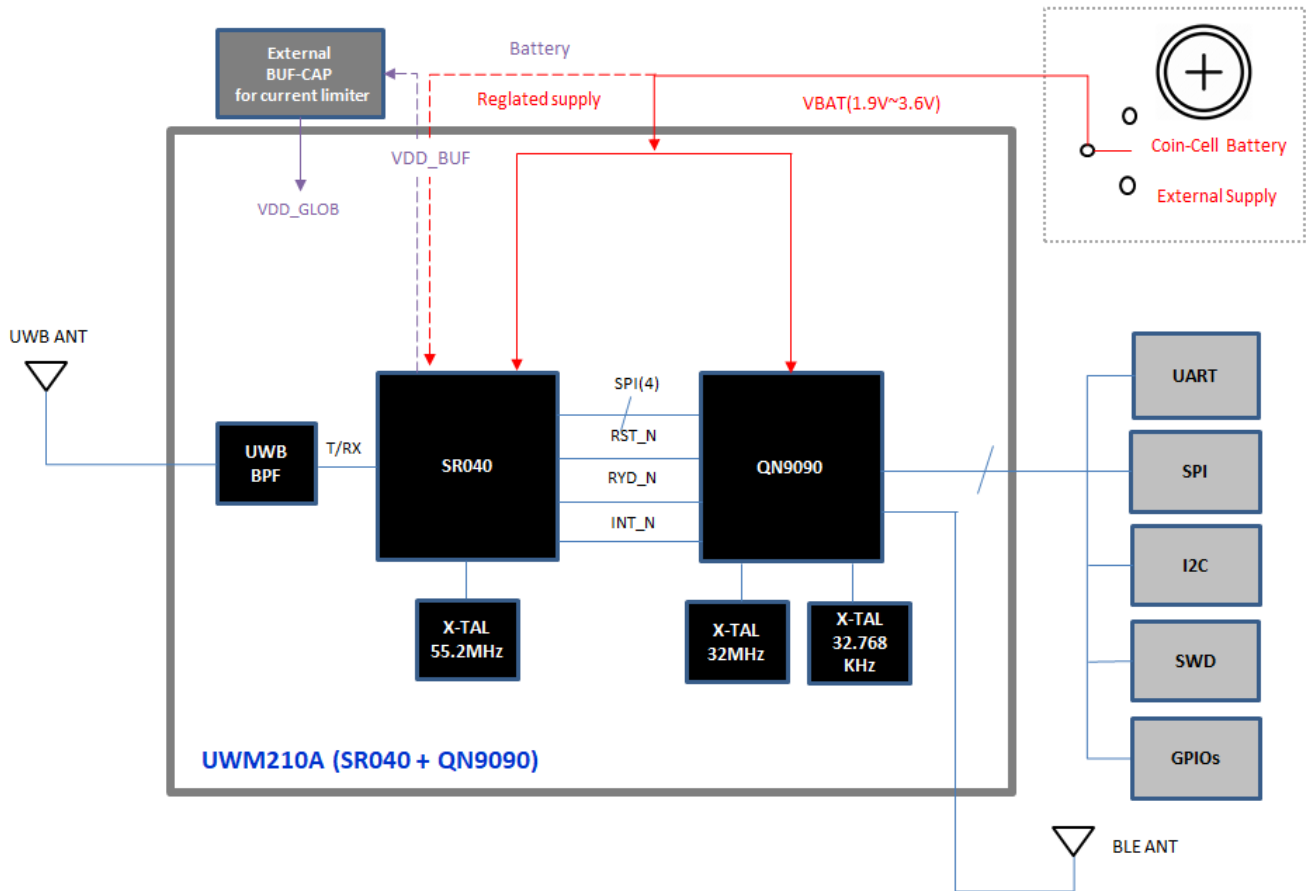 External
BUF-CAP
for current limiter
Battery
Reglated supply
VBAT(1.9V~3.6V)
Coin-Cell Battery
External Supply
VDD_BUF
VDD_GLOB
UWB ANT
UWB
BPF
T/RX
SR040
SPI(4)
RST_N
RYD_N
INT_N
QN9090
UART
SPI
I2C
SWD
GPIOs
X-TAL
55.2MHz
X-TAL
32MHz
X-TAL
32.768
KHz
UWM210A (SR040 + QN9090)
BLE ANT